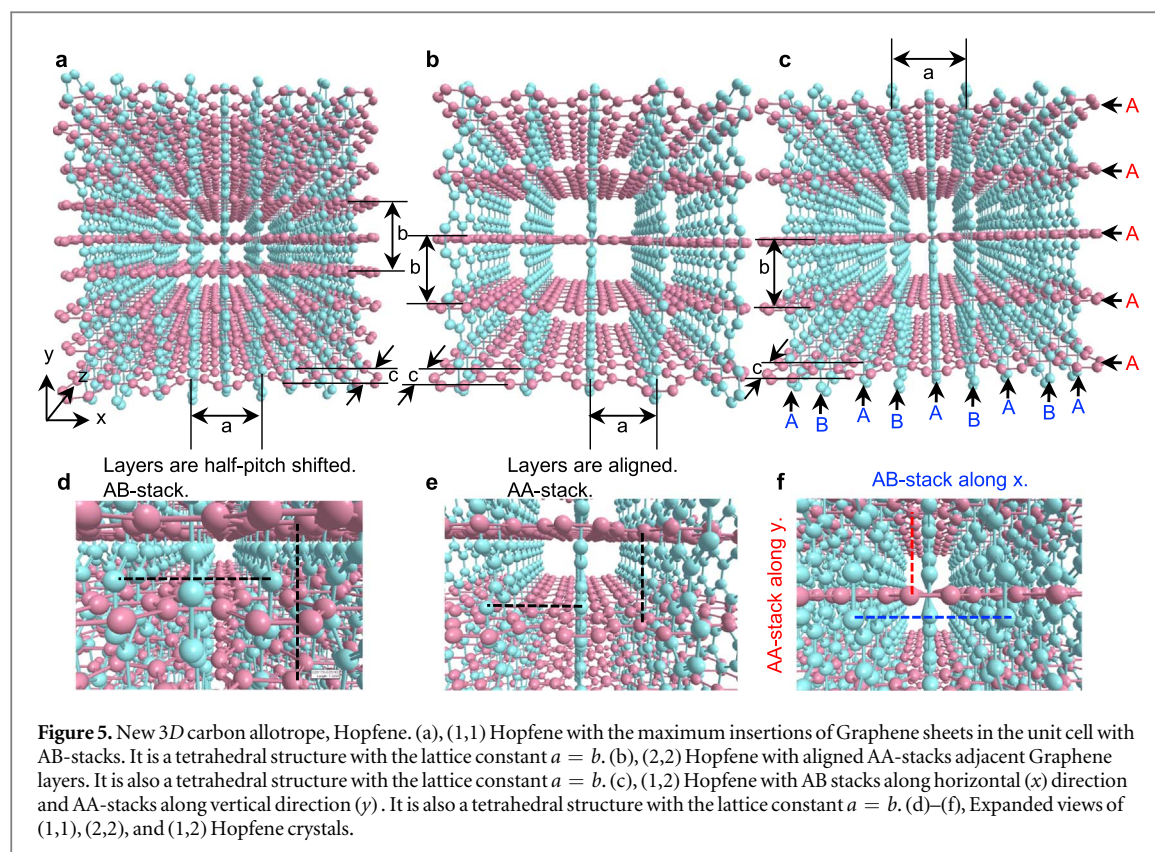 a
b
c
a
A
A
b
b
A
b
A
c
c
c
A
y
z
x
a
a
A
B
A
B
A
B
A
B
A
Layers are half-pitch shifted.
AB-stack.
Layers are aligned.
AA-stack.
d
e
f
AB-stack along x.
AA-stack along y.
Figure 5. New 3D carbon allotrope, Hopfene. (a), (1,1) Hopfene with the maximum insertions of Graphene sheets in the unit cell with
AB-stacks. It is a tetrahedral structure with the lattice constant a = b. (b), (2,2) Hopfene with aligned AA-stacks adjacent Graphene
layers. It is also a tetrahedral structure with the lattice constant a = b. (c), (1,2) Hopfene with AB stacks along horizontal (x) direction
and AA-stacks along vertical direction (y) . It is also a tetrahedral structure with the lattice constant a = b. (d)–(f), Expanded views of
(1,1), (2,2), and (1,2) Hopfene crystals.